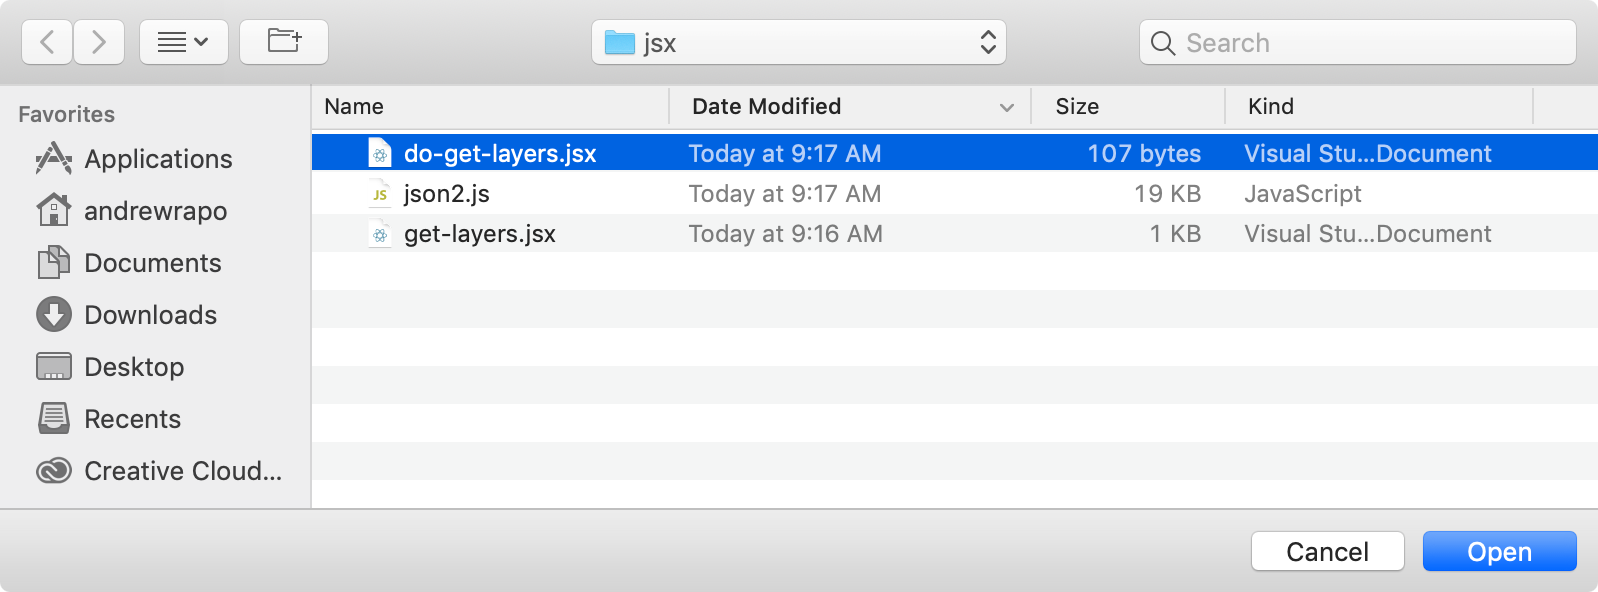 jsx
Search
Favorites
Applications
andrewrapo
Documents
Downloads
Desktop
Recents
Creative Cloud...
Name Date Modified Size Kind
do-get-layers.jsx Today at 9:17 AM 107 bytes Visual Stu...Document
JS json2.js Today at 9:17 AM 19 KB JavaScript
get-layers.jsx Today at 9:16 AM 1 KB Visual Stu...Document
Cancel Open